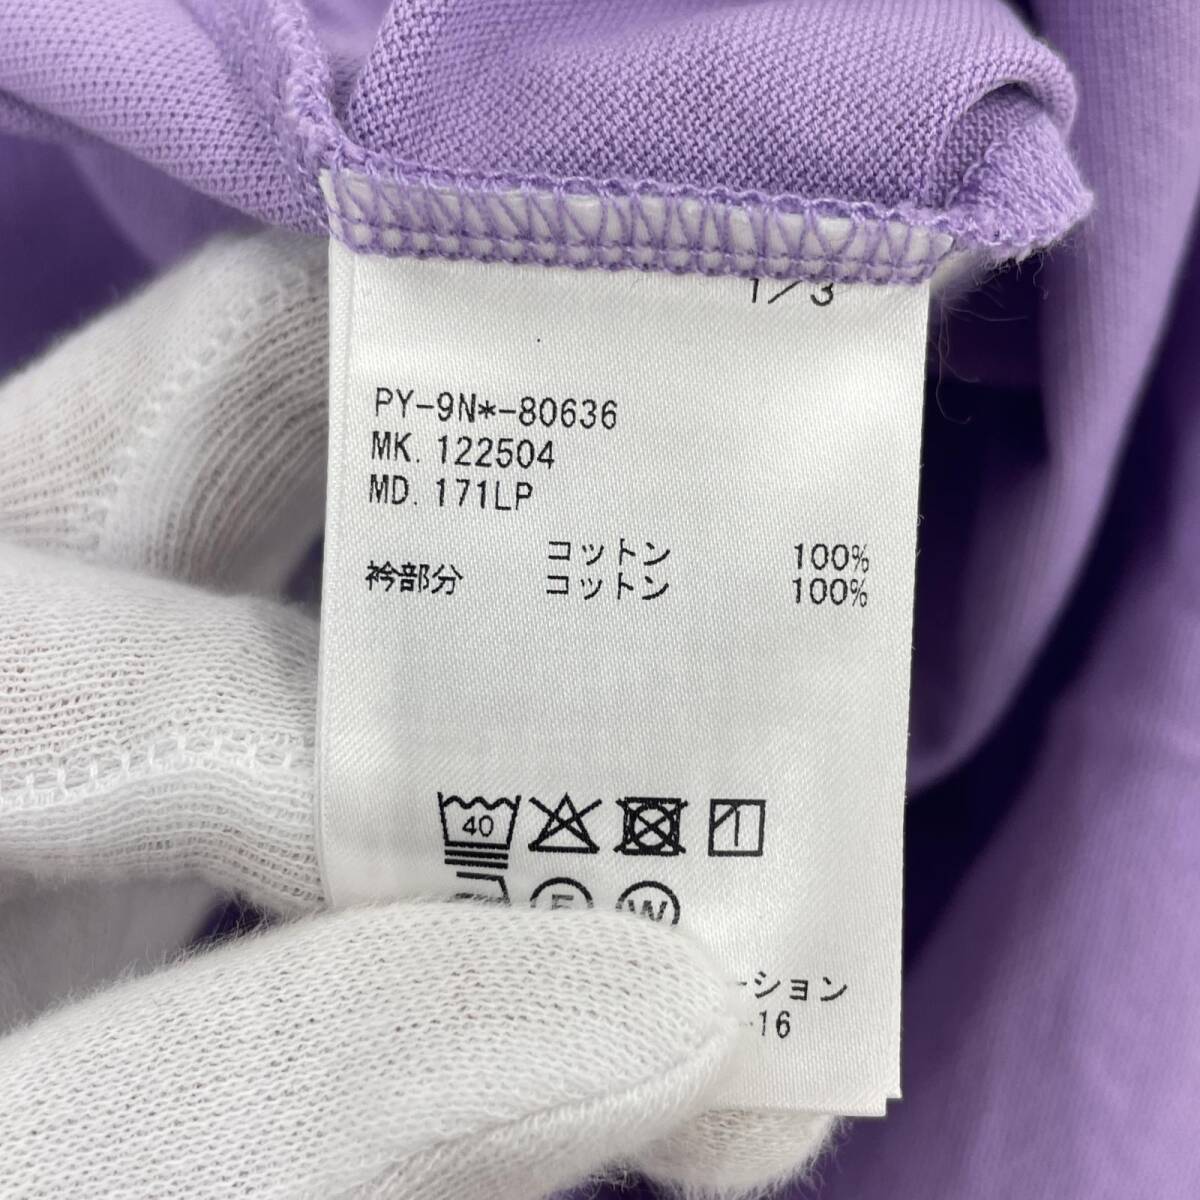 1/3
PY-9N*-80636
MK. 122504
MD. 171LP
コットン 100%
衿部分 コットン 100%
40
F W
ーション
-16